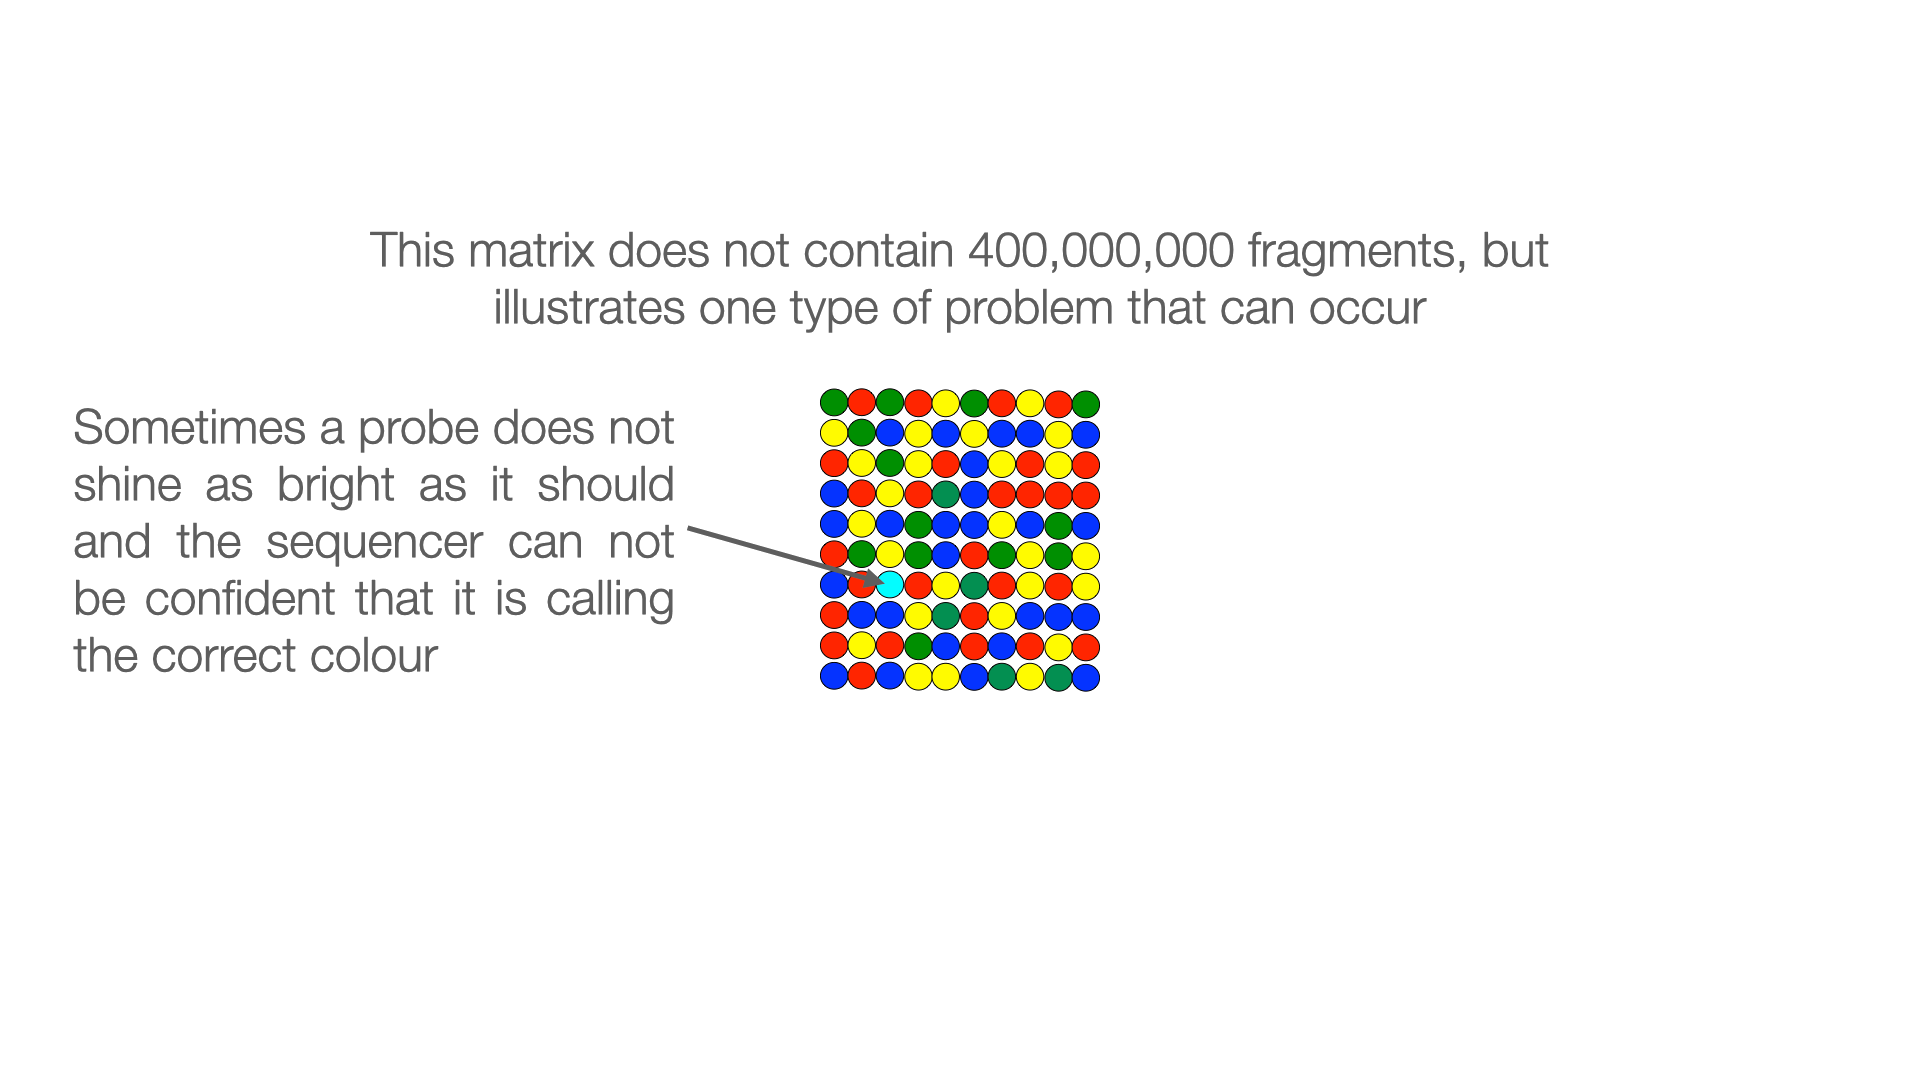 This matrix does not contain 400,000,000 fragments, but
illustrates one type of problem that can occur
Sometimes a probe does not
shine as bright as it should
and the sequencer can not
be confident that it is calling
the correct colour